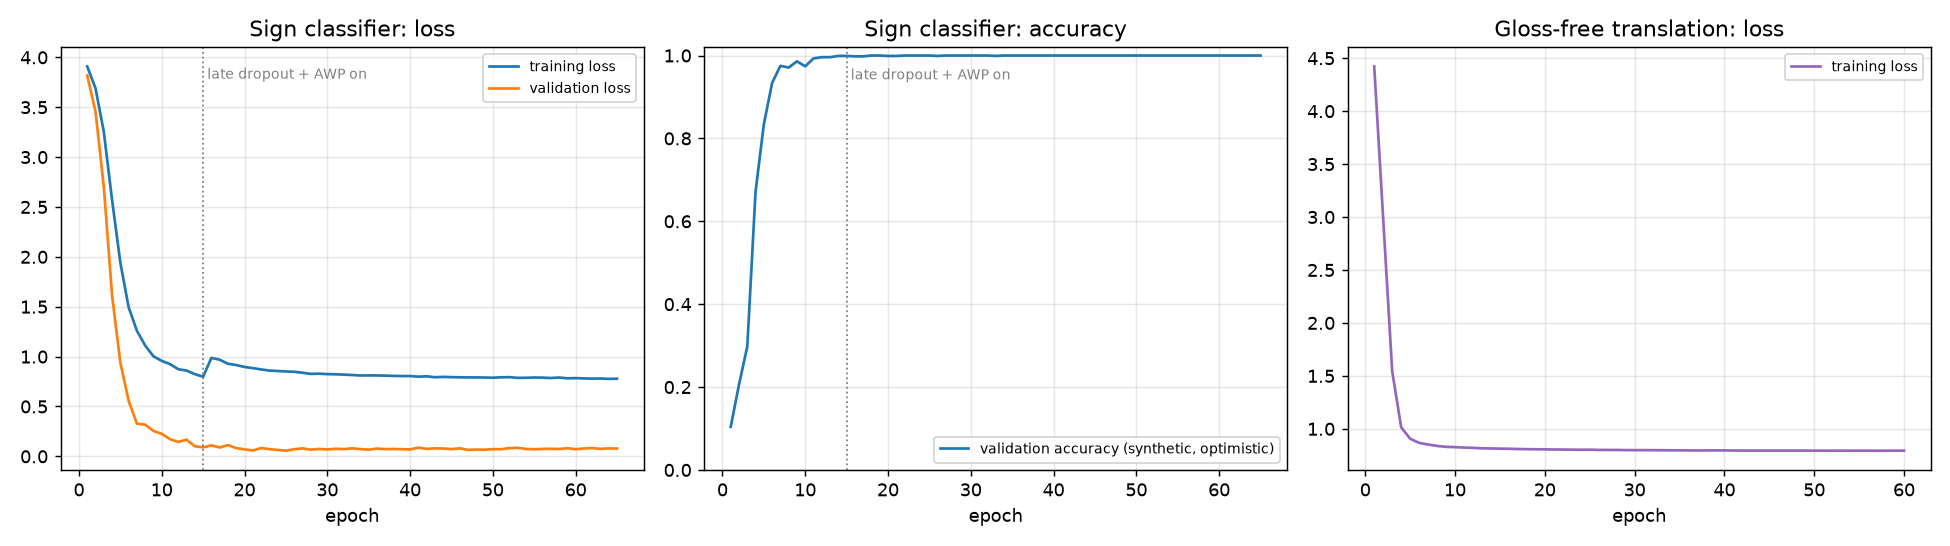 Sign classifier: loss
4.0
3.5
3.0
2.5
2.0
1.5
1.0
0.5
0.0
late dropout + AWP on
training loss
validation loss
0 10 20 30 40 50 60
epoch
Sign classifier: accuracy
1.0
0.8
0.6
0.4
0.2
0.0
late dropout + AWP on
validation accuracy (synthetic, optimistic)
0 10 20 30 40 50 60
epoch
Gloss-free translation: loss
4.5
4.0
3.5
3.0
2.5
2.0
1.5
1.0
training loss
0 10 20 30 40 50 60
epoch